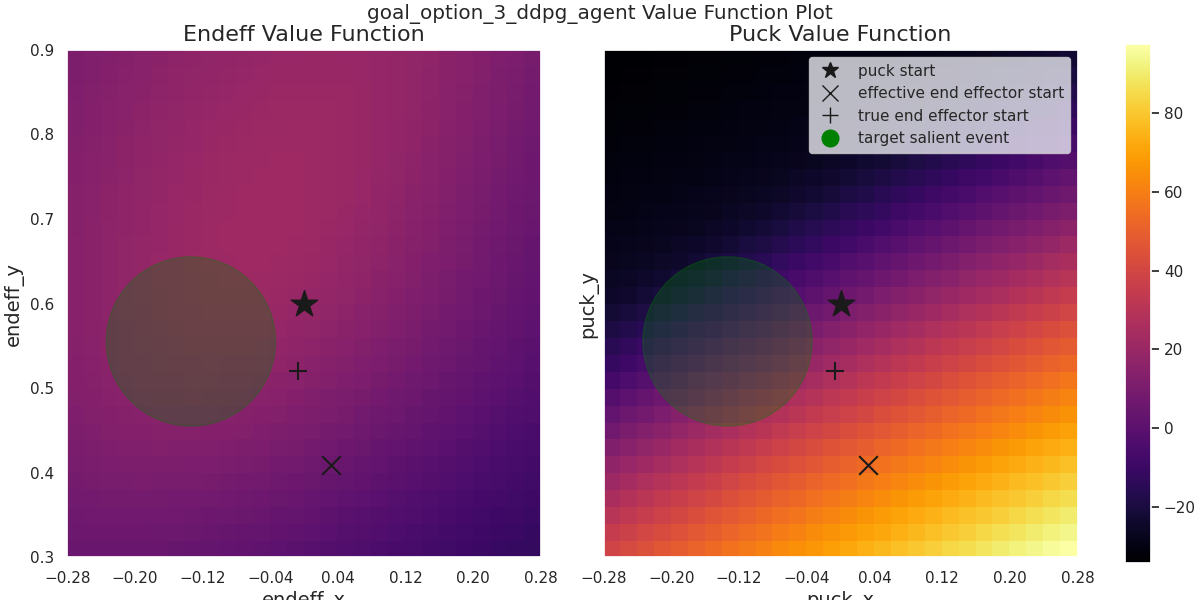 goal_option_3_ddpg_agent Value Function Plot
Endeff Value Function
Puck Value Function
puck start
effective end effector start
true end effector start
target salient event
0.9
0.8
0.7
0.6
0.5
0.4
0.3
endeff_y
−0.28 −0.20 −0.12 −0.04 0.04 0.12 0.20 0.28
endeff_x
puck_y
−0.28 −0.20 −0.12 −0.04 0.04 0.12 0.20 0.28
puck_x
80
60
40
20
0
−20